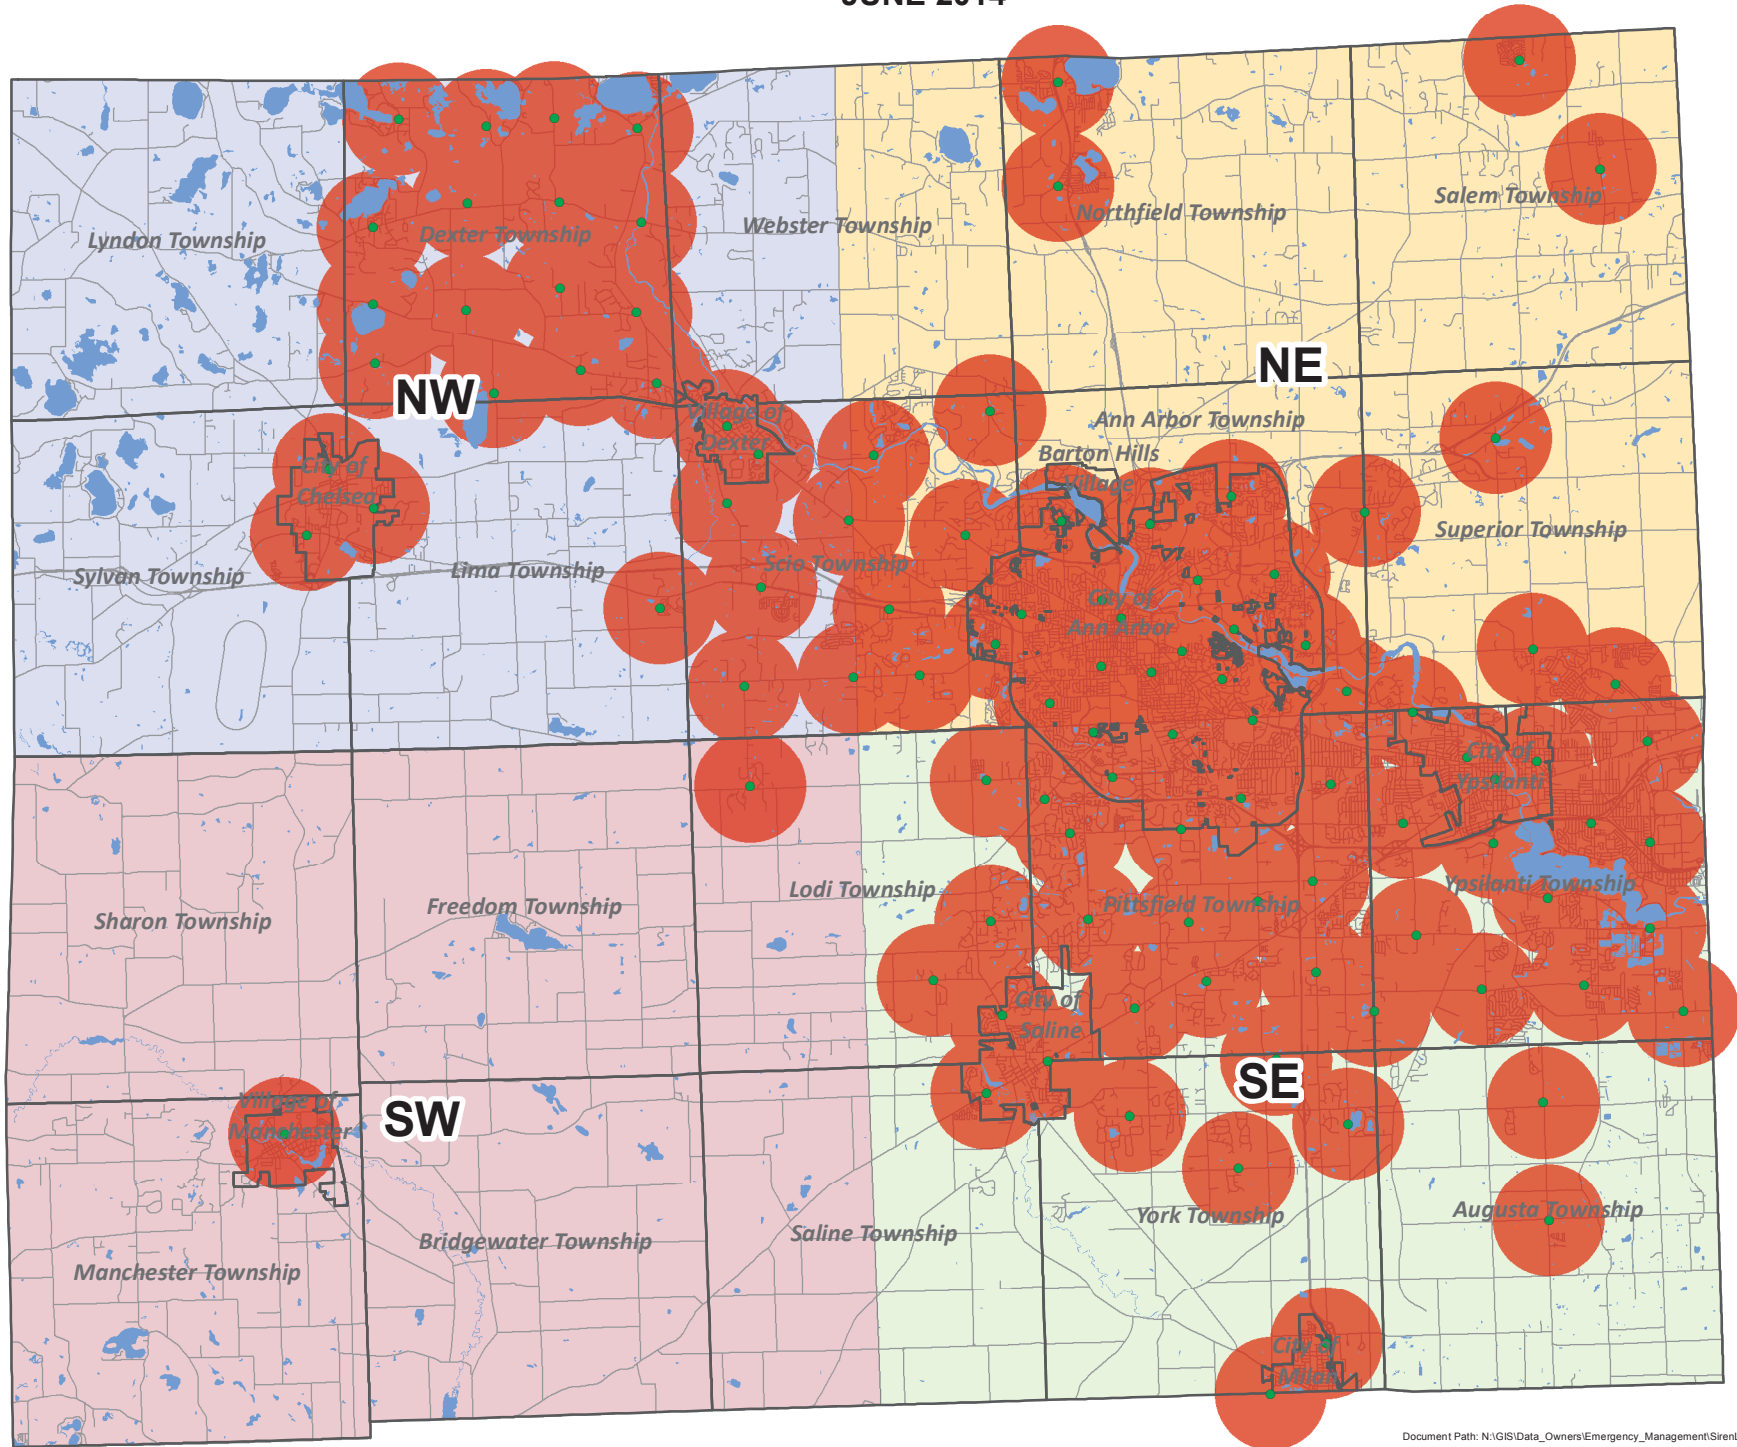 JUNE 2014
Salem Township
Northfield Township
Webster Township
Dexter Township
Lyndon Township
NE
NW
Village of
Dexter
Ann Arbor Township
Barton Hills
Village
City of
Chelsea
Superior Township
Scio Township
Lima Township
Sylvan Township
City of
Ann Arbor
City of
Ypsilanti
Lodi Township
Ypsilanti Township
Pittsfield Township
Freedom Township
Sharon Township
City of
Saline
SE
SW
Village of
Manchester
Augusta Township
York Township
Saline Township
Bridgewater Township
Manchester Township
City of
Milan
Document Path: N:\GIS\Data_Owners\Emergency_Management\Siren